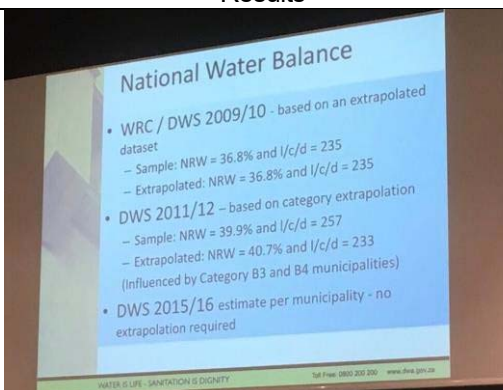 Results
National Water Balance
• WRC / DWS 2009/10 - based on an extrapolated
dataset
– Sample: NRW = 36.8% and l/c/d = 235
– Extrapolated: NRW = 36.8% and l/c/d = 235
• DWS 2011/12 – based on category extrapolation
– Sample: NRW = 39.9% and l/c/d = 257
– Extrapolated: NRW = 40.7% and l/c/d = 233
(Influenced by Category B3 and B4 municipalities)
• DWS 2015/16 estimate per municipality - no
extrapolation required
WATER IS LIFE - SANITATION IS DIGNITY
Toll Free: 0800 200 200 www.dwa.gov.za